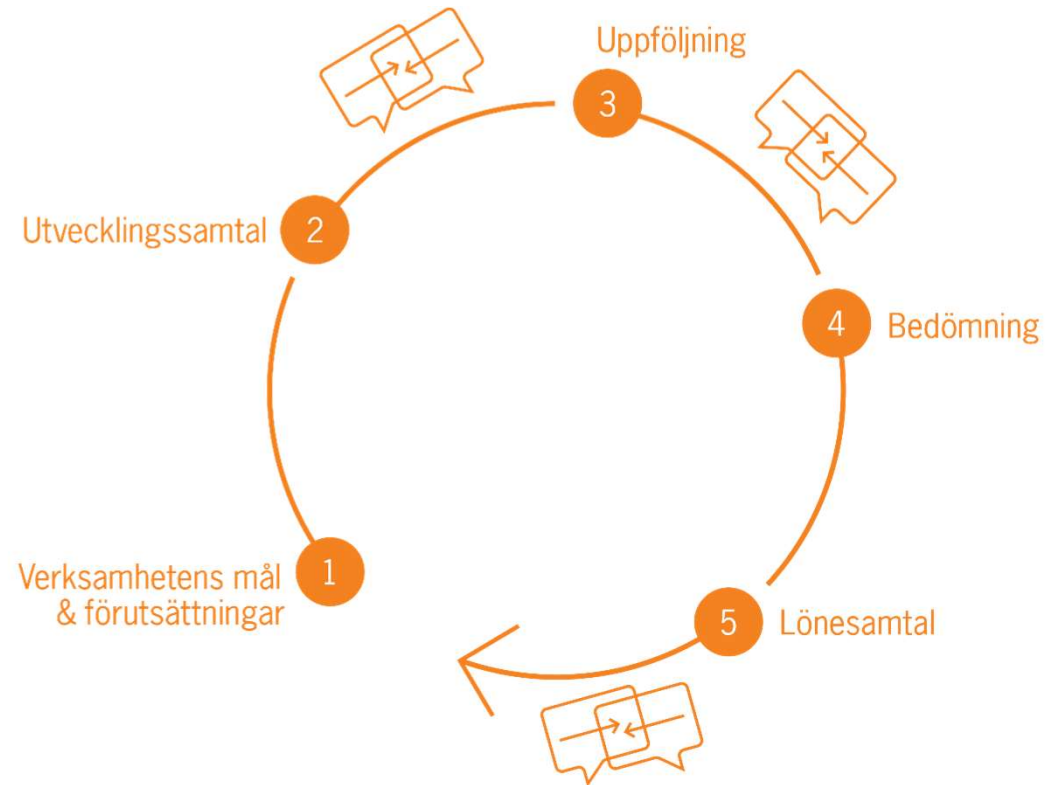 1
Verksamhetens mål
& förutsättningar
2
Utvecklingssamtal
3
Uppföljning
4
Bedömning
5
Lönesamtal